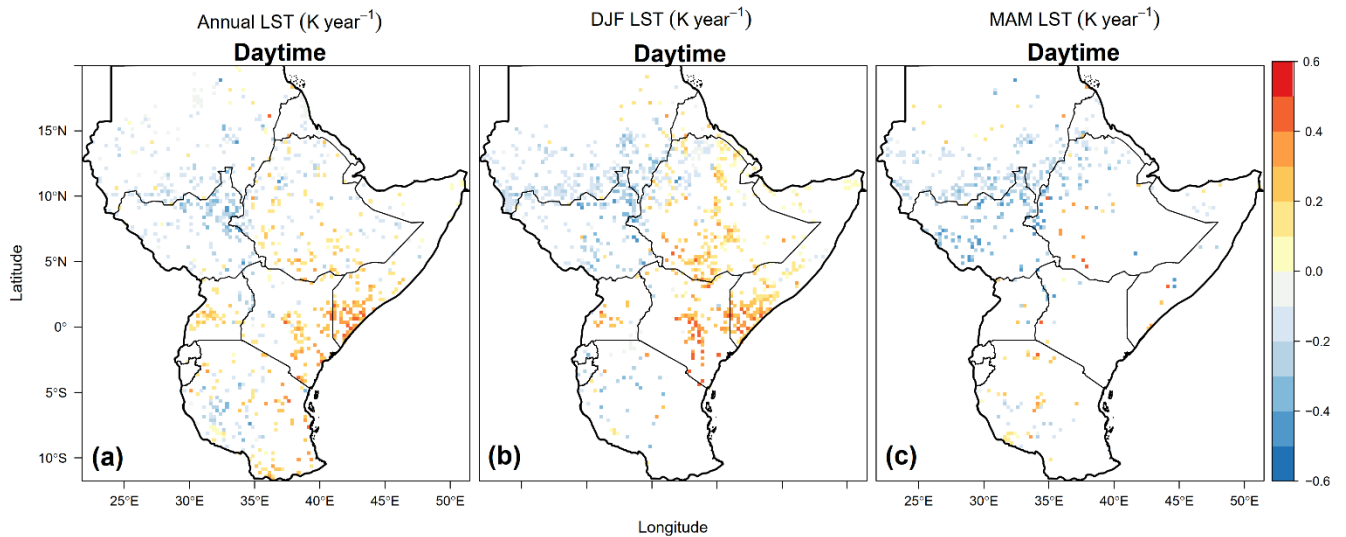 Annual LST (K year⁻¹)
DJF LST (K year⁻¹)
MAM LST (K year⁻¹)
Daytime
Daytime
Daytime
0.6
0.4
0.2
0.0
−0.2
−0.4
−0.6
Latitude
15°N
10°N
5°N
0°
5°S
10°S
(a)
(b)
(c)
25°E 30°E 35°E 40°E 45°E 50°E
25°E 30°E 35°E 40°E 45°E 50°E
Longitude